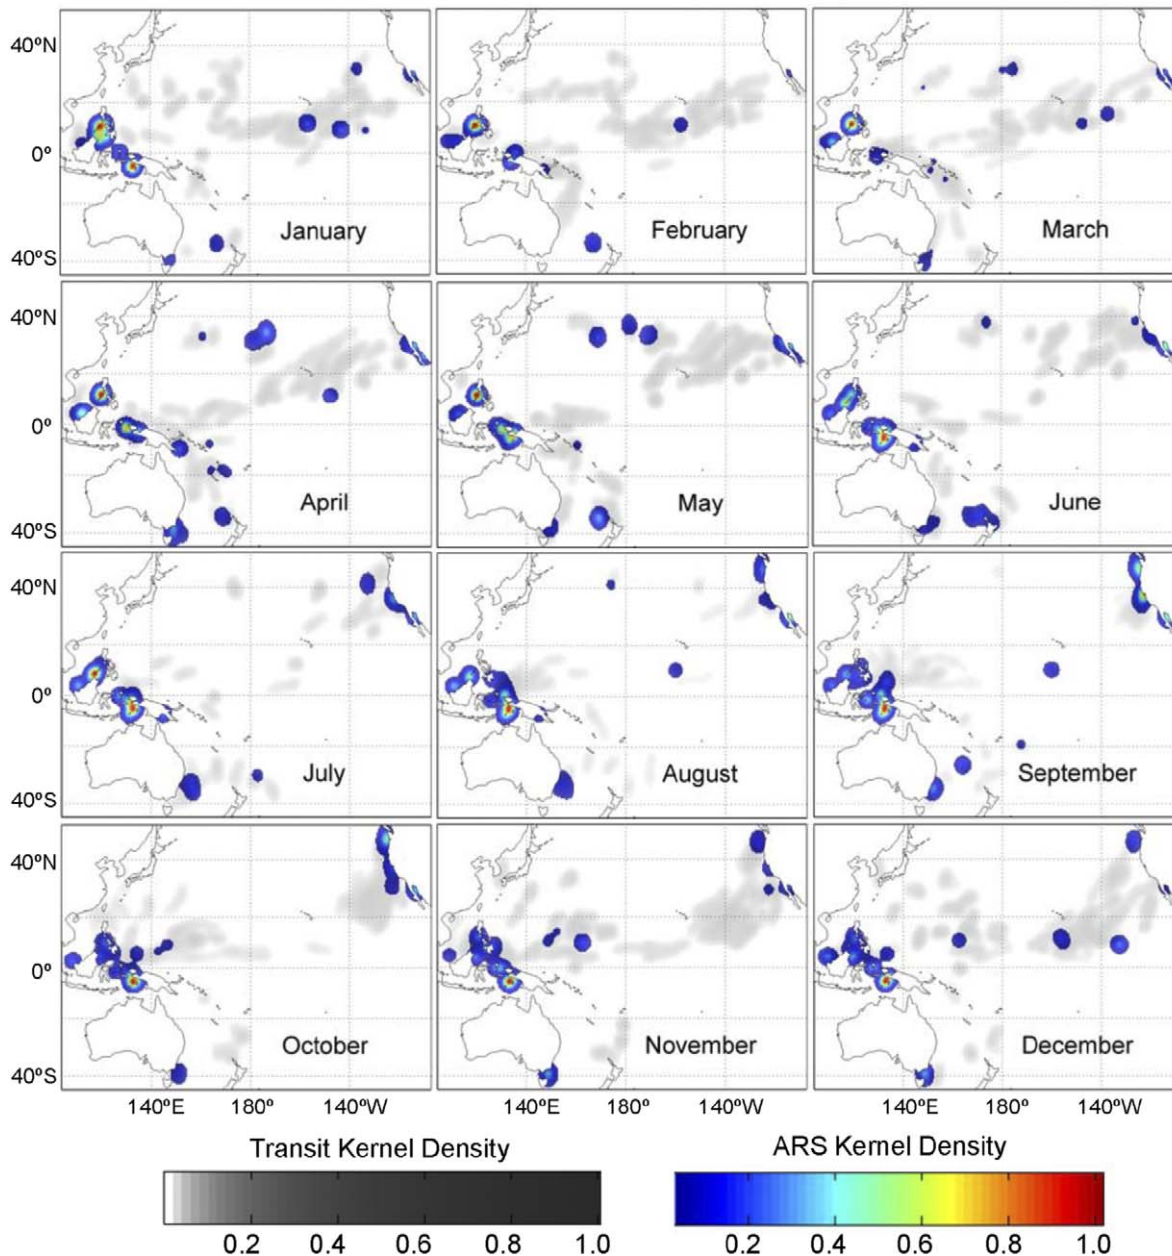 40ºN
0º
40ºS
January
February
March
40ºN
0º
40ºS
April
May
June
40ºN
0º
40ºS
July
August
September
40ºN
0º
40ºS
October
November
December
140ºE 180º 140ºW 140ºE 180º 140ºW 140ºE 180º 140ºW
Transit Kernel Density ARS Kernel Density
0.2 0.4 0.6 0.8 1.0 0.2 0.4 0.6 0.8 1.0